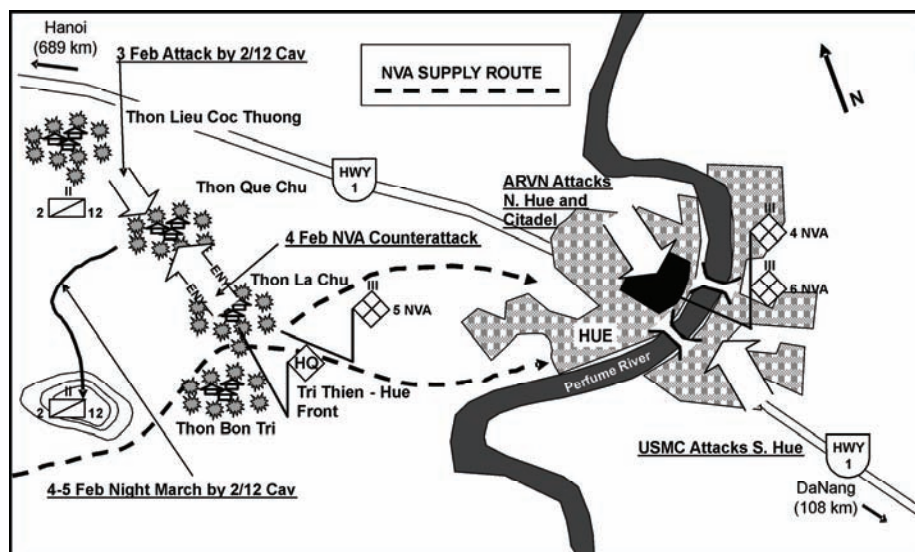 Hanoi
(689 km)
3 Feb Attack by 2/12 Cav
NVA SUPPLY ROUTE
N
Thon Lieu Coc Thuong
HWY
1
II
2 12
Thon Que Chu
ARVN Attacks
N. Hue and
Citadel
III
4 NVA
4 Feb NVA Counterattack
ENY
ENY
Thon La Chu
III
5 NVA
III
6 NVA
HUE
HQ
Tri Thien - Hue
Front
Perfume River
II
2 12
Thon Bon Tri
USMC Attacks S. Hue
HWY
1
4-5 Feb Night March by 2/12 Cav
DaNang
(108 km)